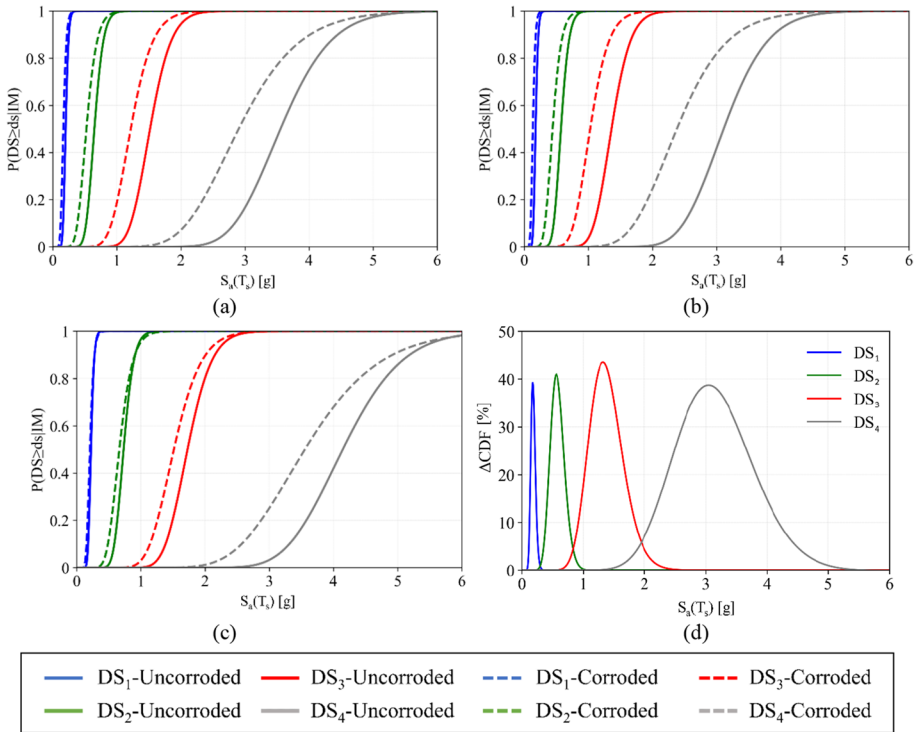 1
0.8
0.6
0.4
0.2
0
P(DS≥ds|IM)
0 1 2 3 4 5 6
Sa(Ts) [g]
(a)
1
0.8
0.6
0.4
0.2
0
P(DS≥ds|IM)
0 1 2 3 4 5 6
Sa(Ts) [g]
(b)
1
0.8
0.6
0.4
0.2
0
P(DS≥ds|IM)
0 1 2 3 4 5 6
Sa(Ts) [g]
(c)
50
40
30
20
10
0
ΔCDF [%]
DS₁
DS₂
DS₃
DS₄
0 1 2 3 4 5 6
Sa(Ts) [g]
(d)
DS₁-Uncorroded DS₃-Uncorroded DS₁-Corroded DS₃-Corroded
DS₂-Uncorroded DS₄-Uncorroded DS₂-Corroded DS₄-Corroded